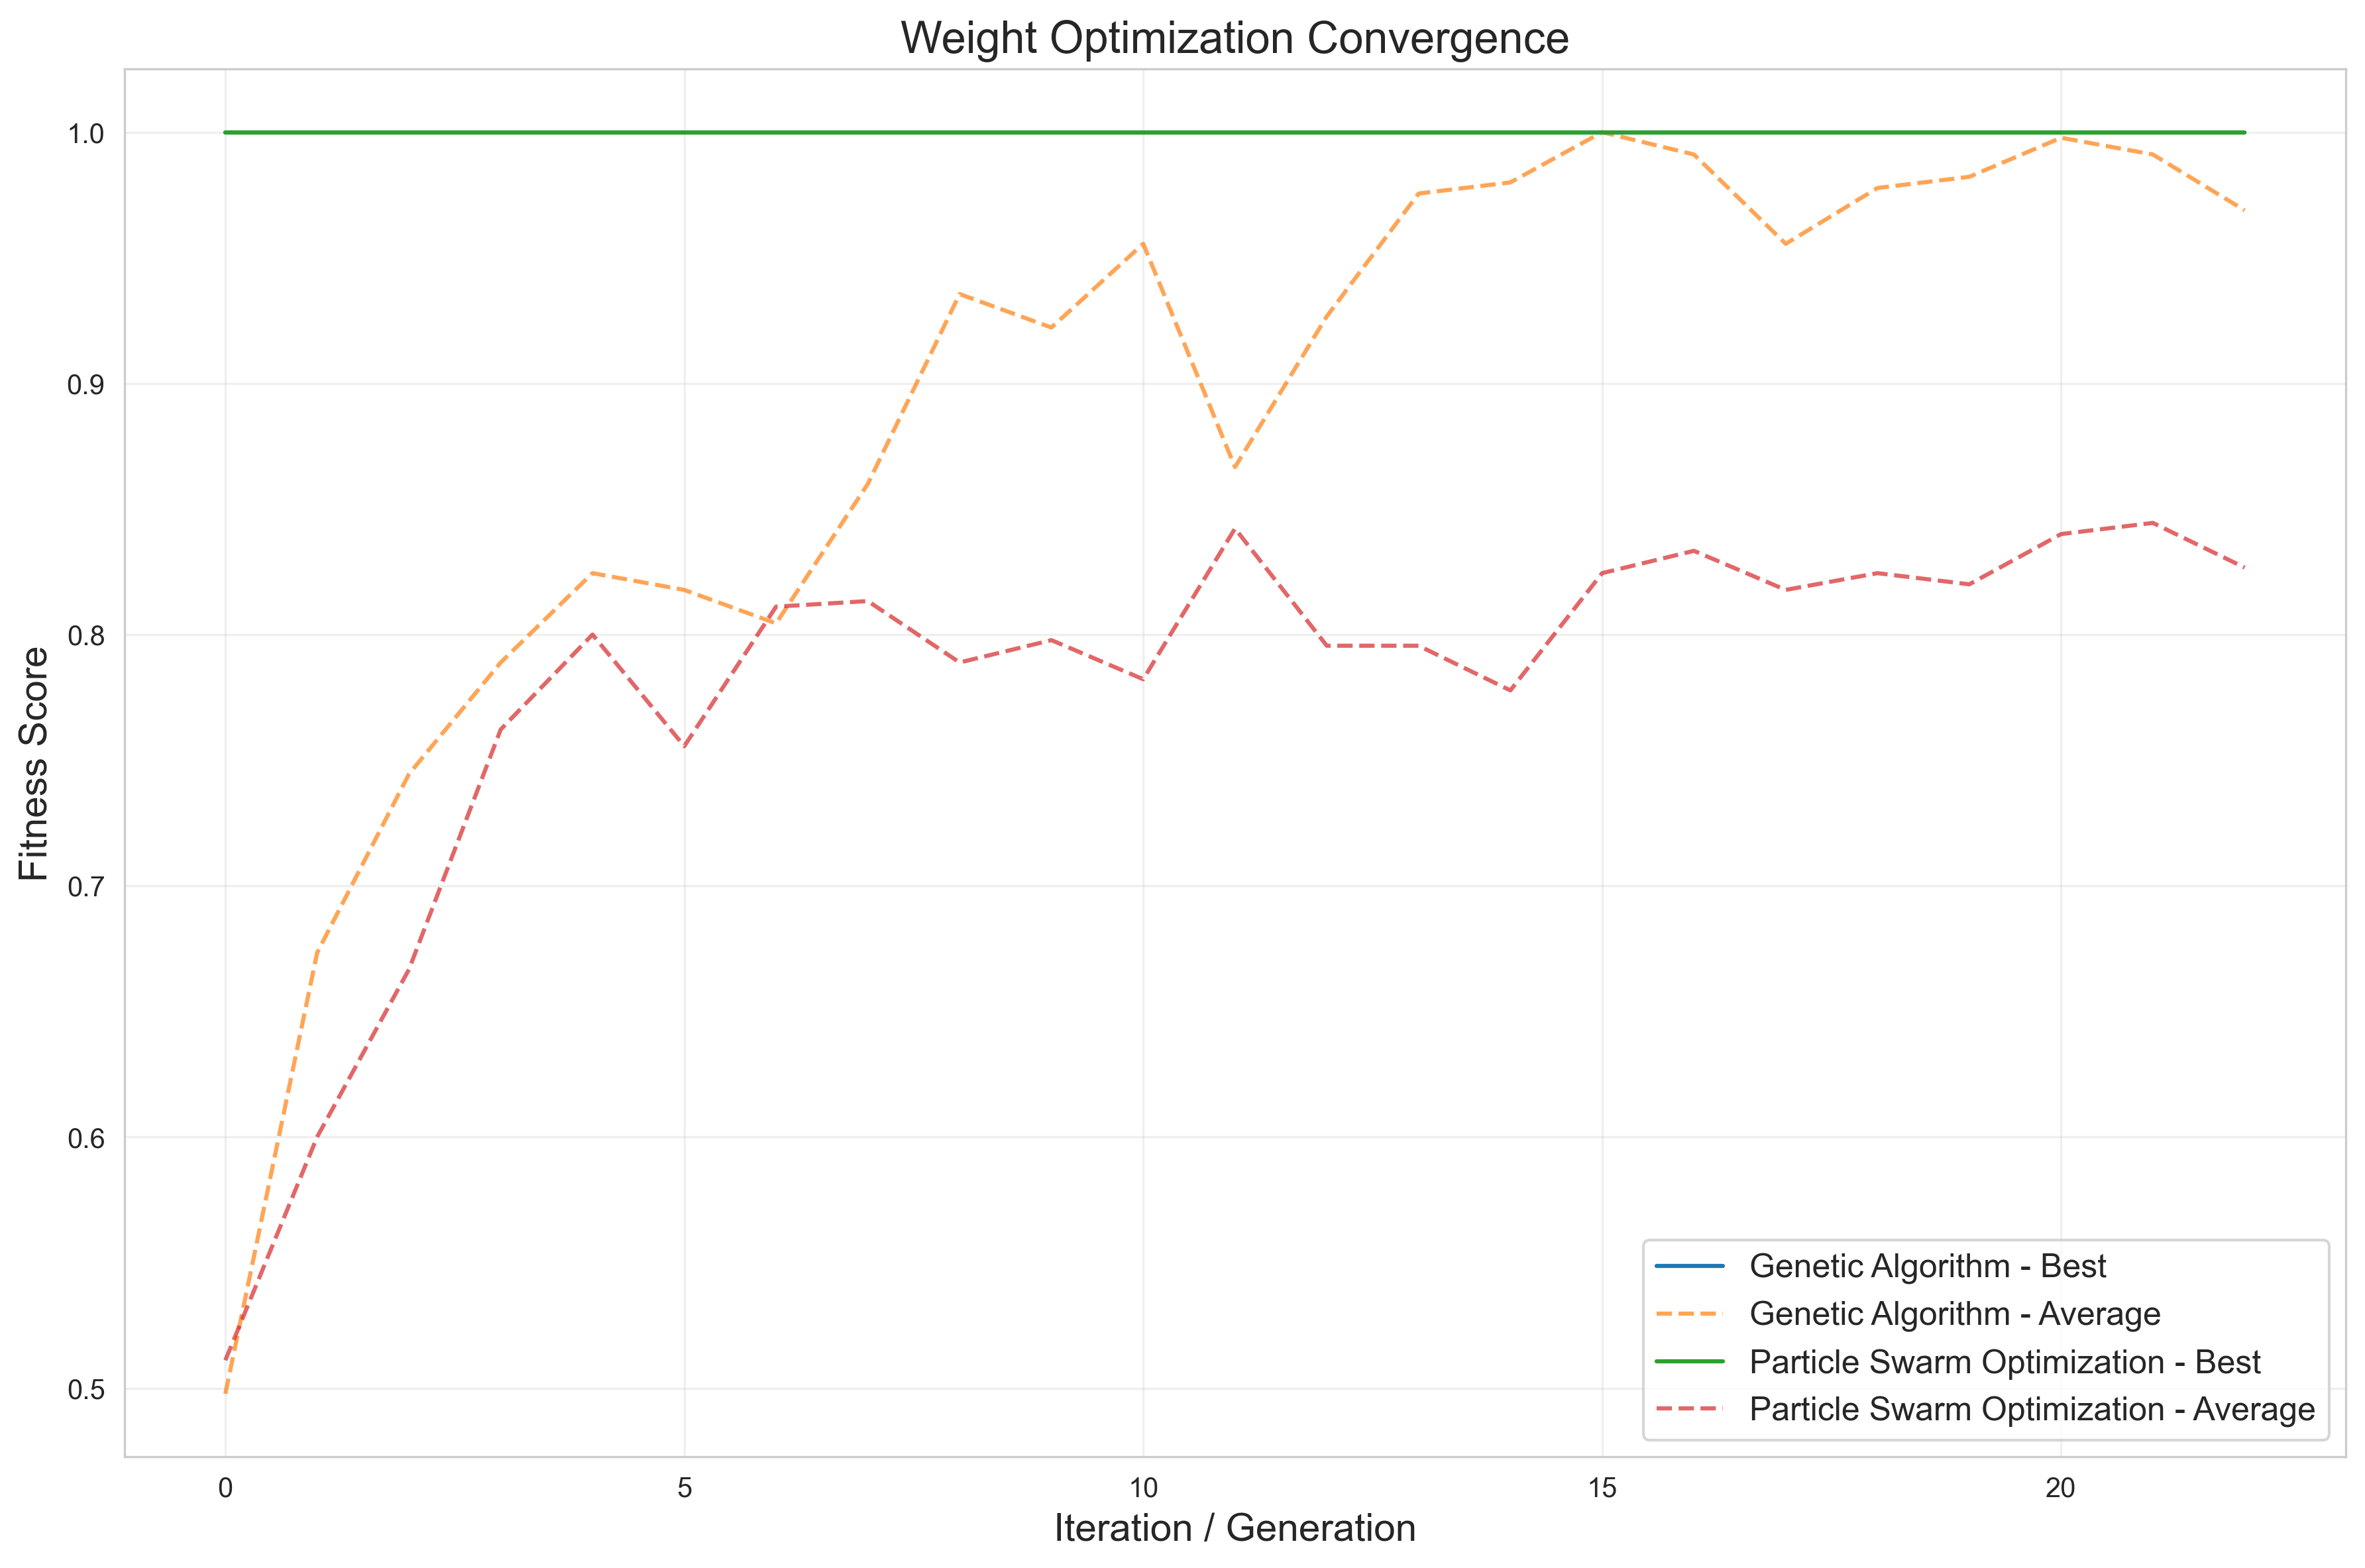 Weight Optimization Convergence
1.0
0.9
0.8
0.7
0.6
0.5
Fitness Score
0
5
10
15
20
Iteration / Generation
Genetic Algorithm - Best
Genetic Algorithm - Average
Particle Swarm Optimization - Best
Particle Swarm Optimization - Average